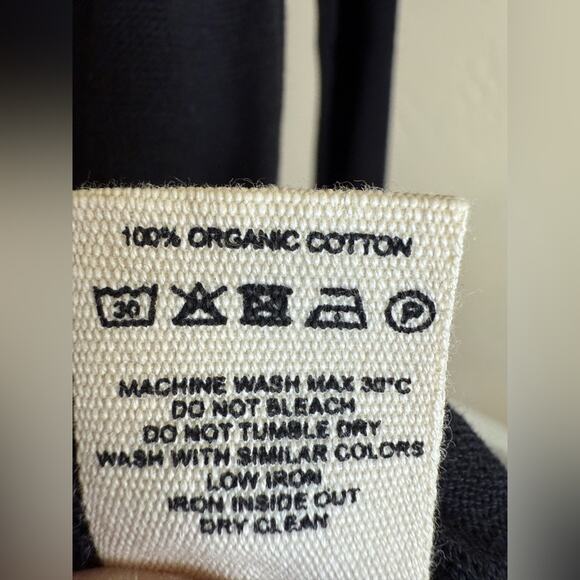 100% ORGANIC COTTON
30 P
MACHINE WASH MAX 30°C
DO NOT BLEACH
DO NOT TUMBLE DRY
WASH WITH SIMILAR COLORS
LOW IRON
IRON INSIDE OUT
DRY CLEAN